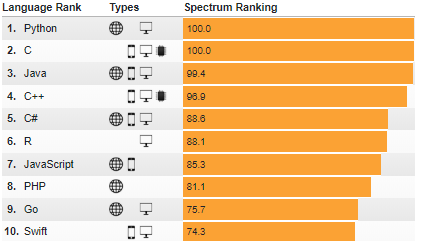 Language Rank Types Spectrum Ranking
1. Python 100.0
2. C 100.0
3. Java 99.4
4. C++ 96.9
5. C# 88.6
6. R 88.1
7. JavaScript 85.3
8. PHP 81.1
9. Go 75.7
10. Swift 74.3